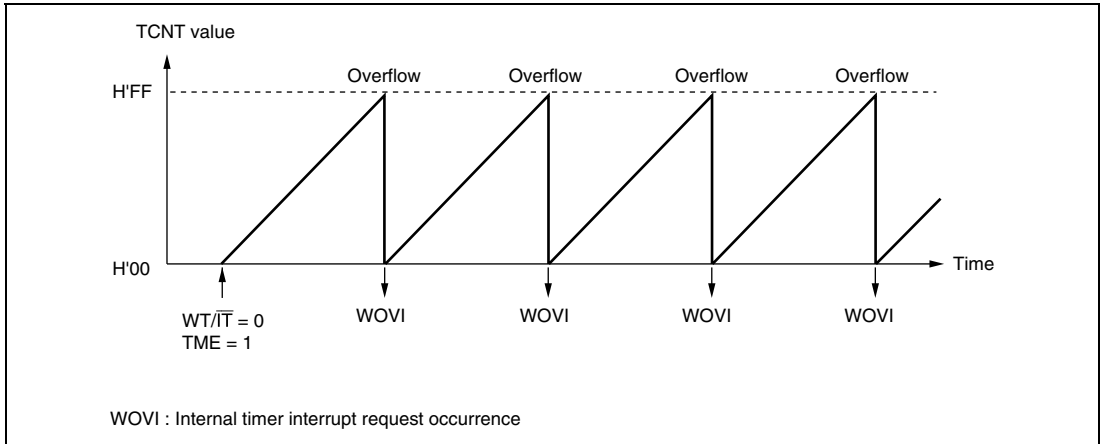 TCNT value
Overflow Overflow Overflow Overflow
H'FF
H'00
Time
WT/I̅T̅ = 0
TME = 1
WOVI WOVI WOVI WOVI
WOVI : Internal timer interrupt request occurrence